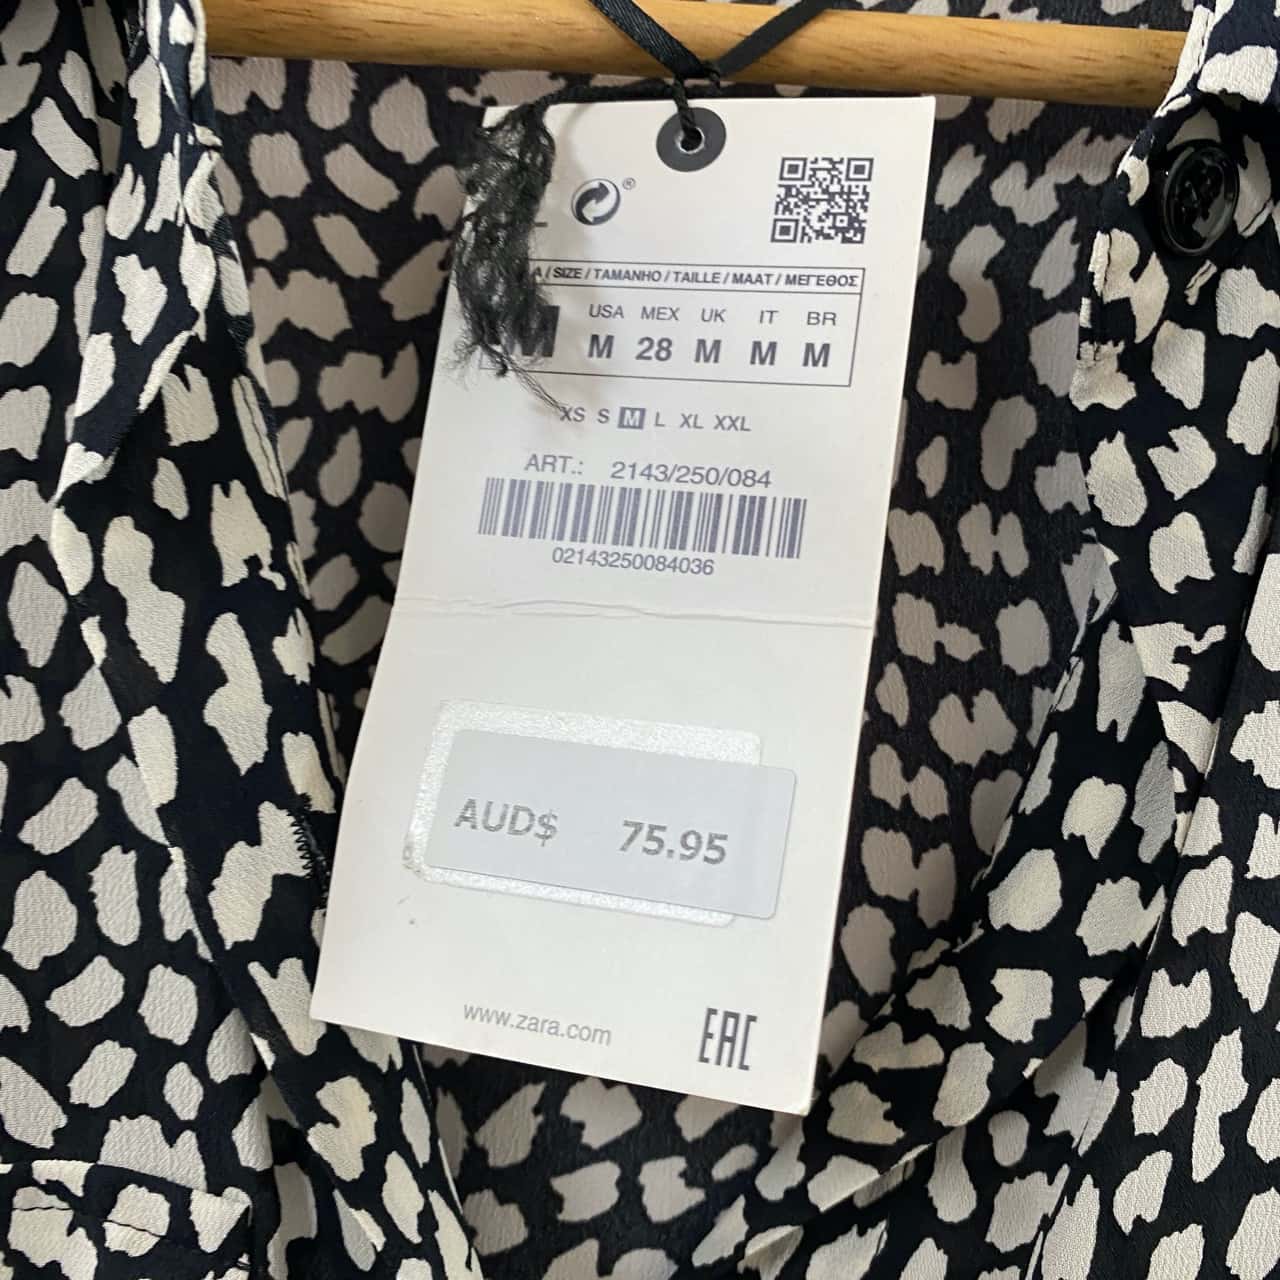 ®
A / SIZE / TAMANHO / TAILLE / MAAT / ΜΕΓΕΘΟΣ
USA MEX UK IT BR
M M 28 M M M
XS S M L XL XXL
ART.: 2143/250/084
02143250084036
AUD$ 75.95
www.zara.com
EAC